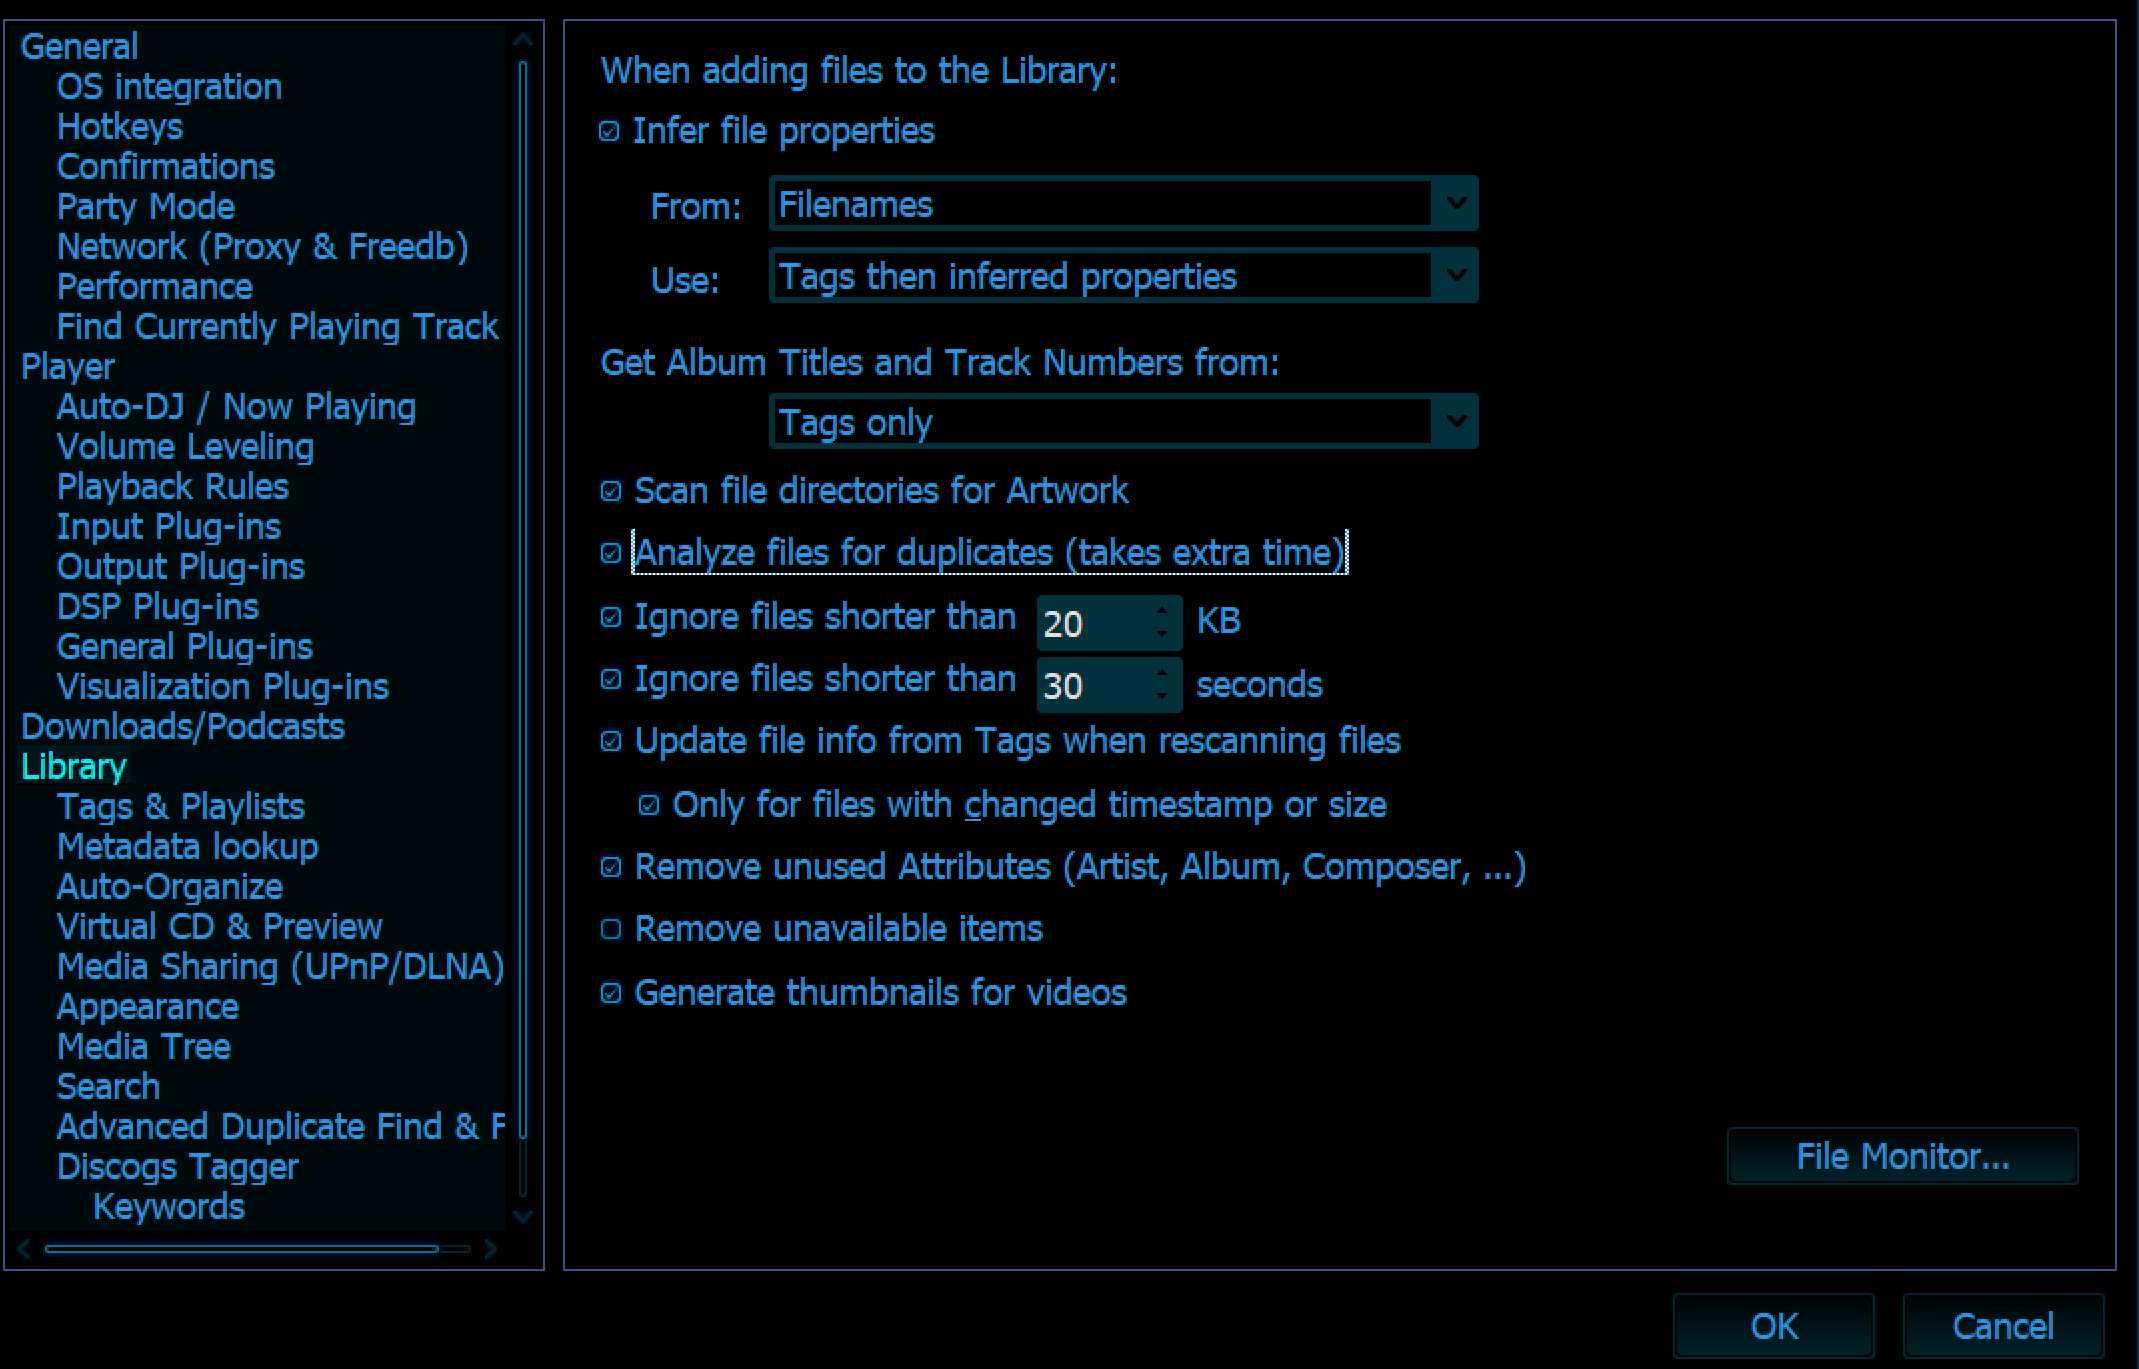 General
OS integration
Hotkeys
Confirmations
Party Mode
Network (Proxy & Freedb)
Performance
Find Currently Playing Track
Player
Auto-DJ / Now Playing
Volume Leveling
Playback Rules
Input Plug-ins
Output Plug-ins
DSP Plug-ins
General Plug-ins
Visualization Plug-ins
Downloads/Podcasts
Library
Tags & Playlists
Metadata lookup
Auto-Organize
Virtual CD & Preview
Media Sharing (UPnP/DLNA)
Appearance
Media Tree
Search
Advanced Duplicate Find & F
Discogs Tagger
Keywords
When adding files to the Library:
Infer file properties
From: Filenames
Use: Tags then inferred properties
Get Album Titles and Track Numbers from:
Tags only
Scan file directories for Artwork
Analyze files for duplicates (takes extra time)
Ignore files shorter than 20 KB
Ignore files shorter than 30 seconds
Update file info from Tags when rescanning files
Only for files with changed timestamp or size
Remove unused Attributes (Artist, Album, Composer, ...)
Remove unavailable items
Generate thumbnails for videos
File Monitor...
OK Cancel